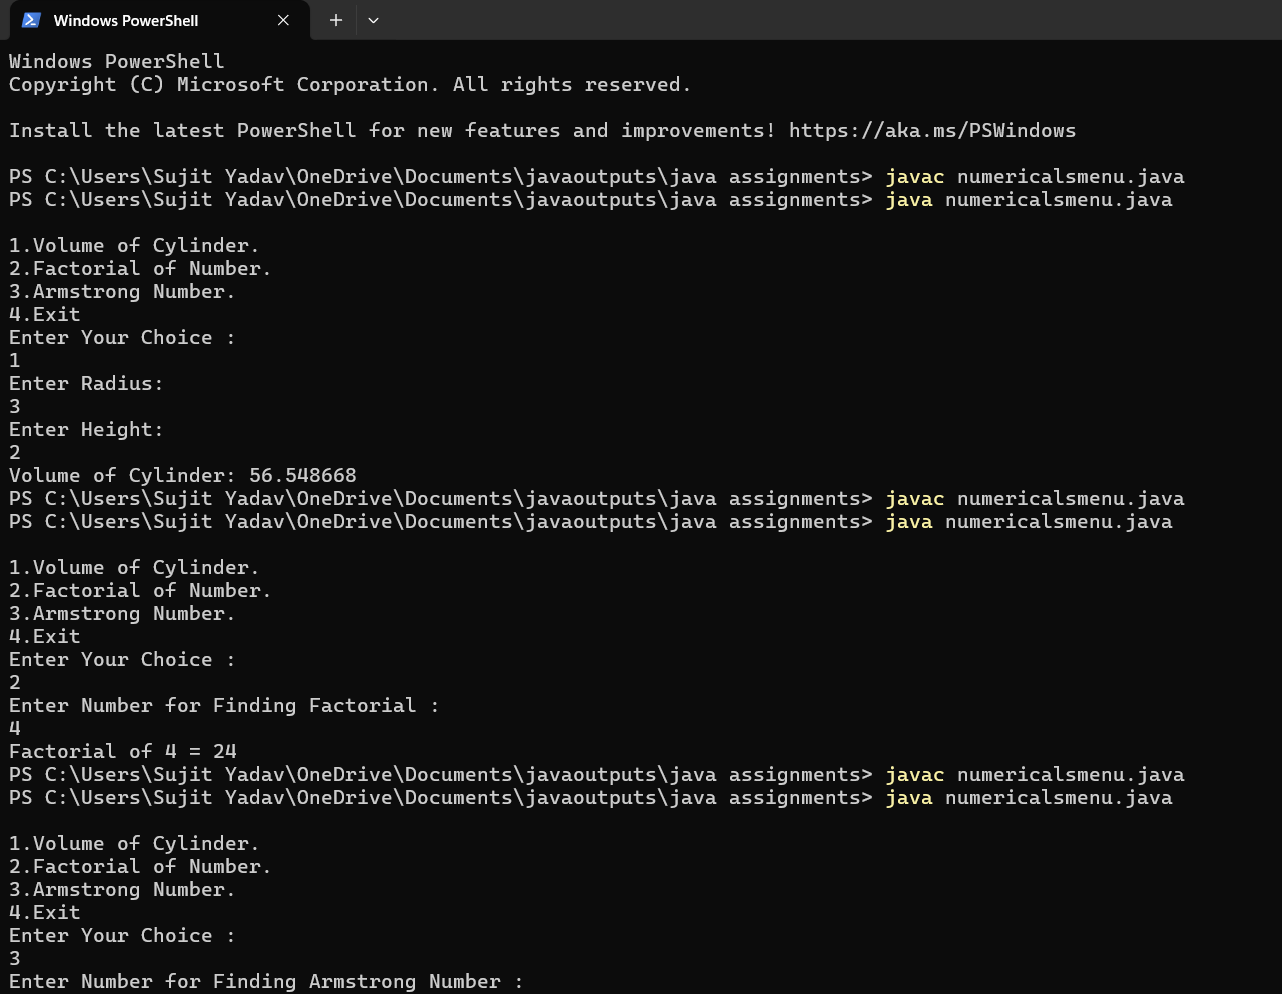 Windows PowerShell
Windows PowerShell
Copyright (C) Microsoft Corporation. All rights reserved.
Install the latest PowerShell for new features and improvements! https://aka.ms/PSWindows
PS C:\Users\Sujit Yadav\OneDrive\Documents\javaoutputs\java assignments> javac numericalsmenu.java
PS C:\Users\Sujit Yadav\OneDrive\Documents\javaoutputs\java assignments> java numericalsmenu.java
1.Volume of Cylinder.
2.Factorial of Number.
3.Armstrong Number.
4.Exit
Enter Your Choice :
1
Enter Radius:
3
Enter Height:
2
Volume of Cylinder: 56.548668
PS C:\Users\Sujit Yadav\OneDrive\Documents\javaoutputs\java assignments> javac numericalsmenu.java
PS C:\Users\Sujit Yadav\OneDrive\Documents\javaoutputs\java assignments> java numericalsmenu.java
1.Volume of Cylinder.
2.Factorial of Number.
3.Armstrong Number.
4.Exit
Enter Your Choice :
2
Enter Number for Finding Factorial :
4
Factorial of 4 = 24
PS C:\Users\Sujit Yadav\OneDrive\Documents\javaoutputs\java assignments> javac numericalsmenu.java
PS C:\Users\Sujit Yadav\OneDrive\Documents\javaoutputs\java assignments> java numericalsmenu.java
1.Volume of Cylinder.
2.Factorial of Number.
3.Armstrong Number.
4.Exit
Enter Your Choice :
3
Enter Number for Finding Armstrong Number :